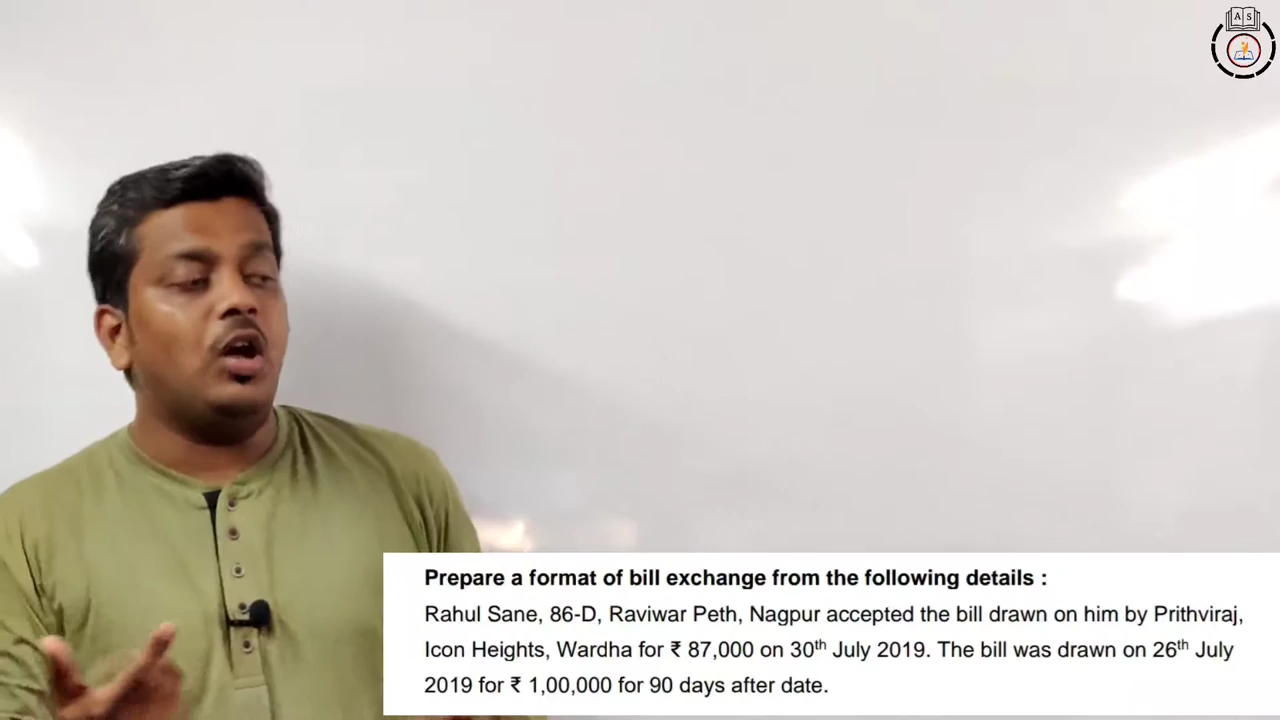 A S
Prepare a format of bill exchange from the following details :
Rahul Sane, 86-D, Raviwar Peth, Nagpur accepted the bill drawn on him by Prithviraj,
Icon Heights, Wardha for ₹ 87,000 on 30th July 2019. The bill was drawn on 26th July
2019 for ₹ 1,00,000 for 90 days after date.